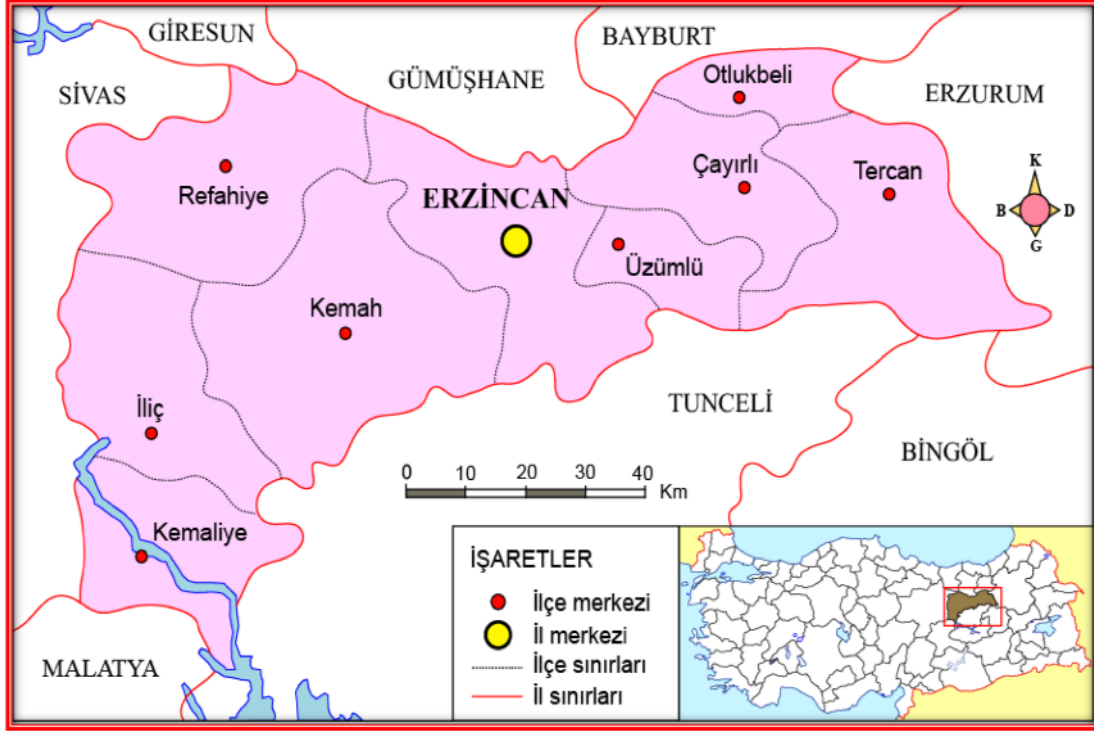 GİRESUN
BAYBURT
GÜMÜŞHANE
SİVAS
Otlukbeli
ERZURUM
Refahiye
ERZİNCAN
Çayırlı
Tercan
K
B
D
G
Üzümlü
Kemah
İliç
TUNCELİ
BİNGÖL
0 10 20 30 40
Km
Kemaliye
MALATYA
İŞARETLER
İlçe merkezi
İl merkezi
İlçe sınırları
İl sınırları